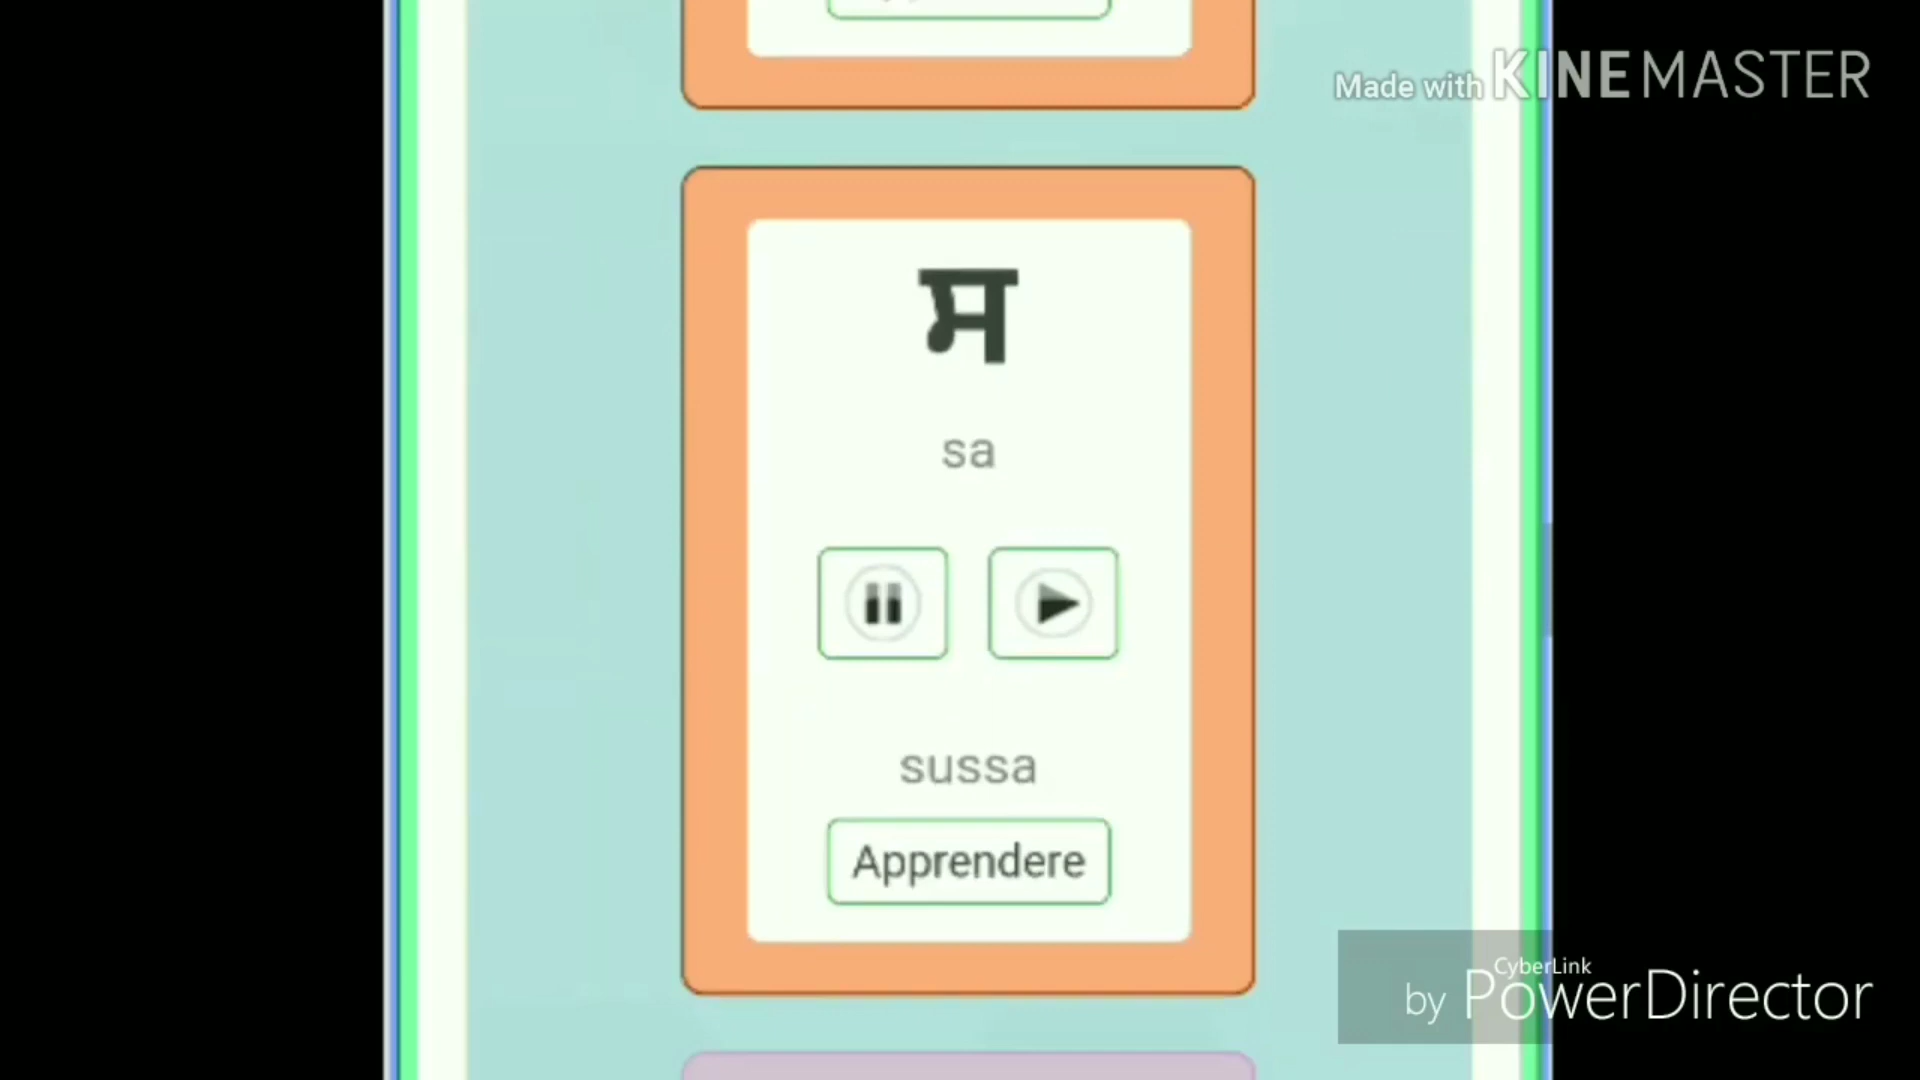 Made with KINEMASTER
ਸ
sa
sussa
Apprendere
CyberLink
by PowerDirector